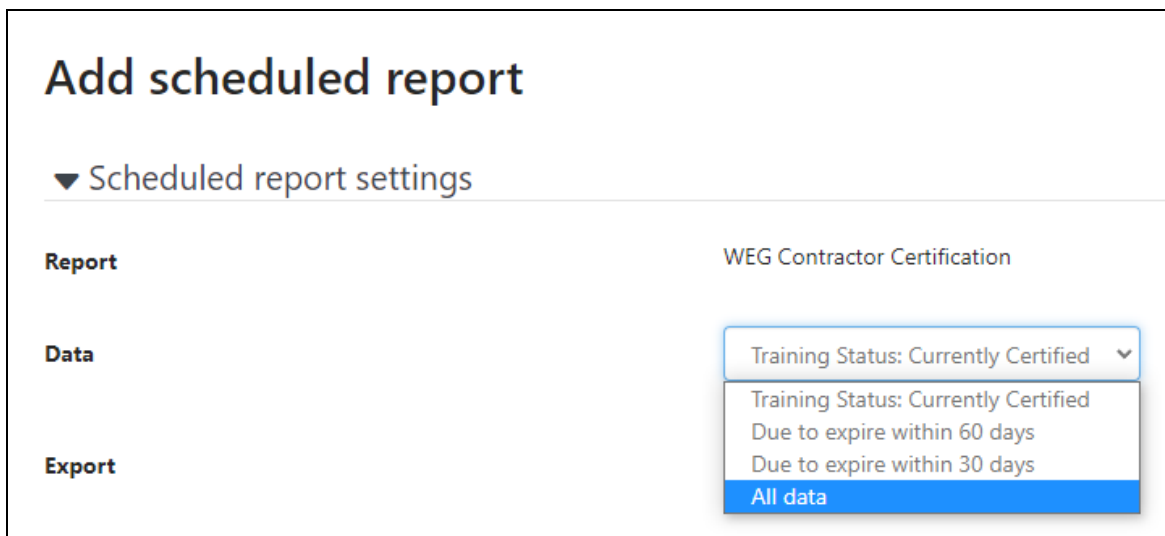 Add scheduled report
Scheduled report settings
Report
WEG Contractor Certification
Data
Training Status: Currently Certified
Training Status: Currently Certified
Due to expire within 60 days
Due to expire within 30 days
Export
All data